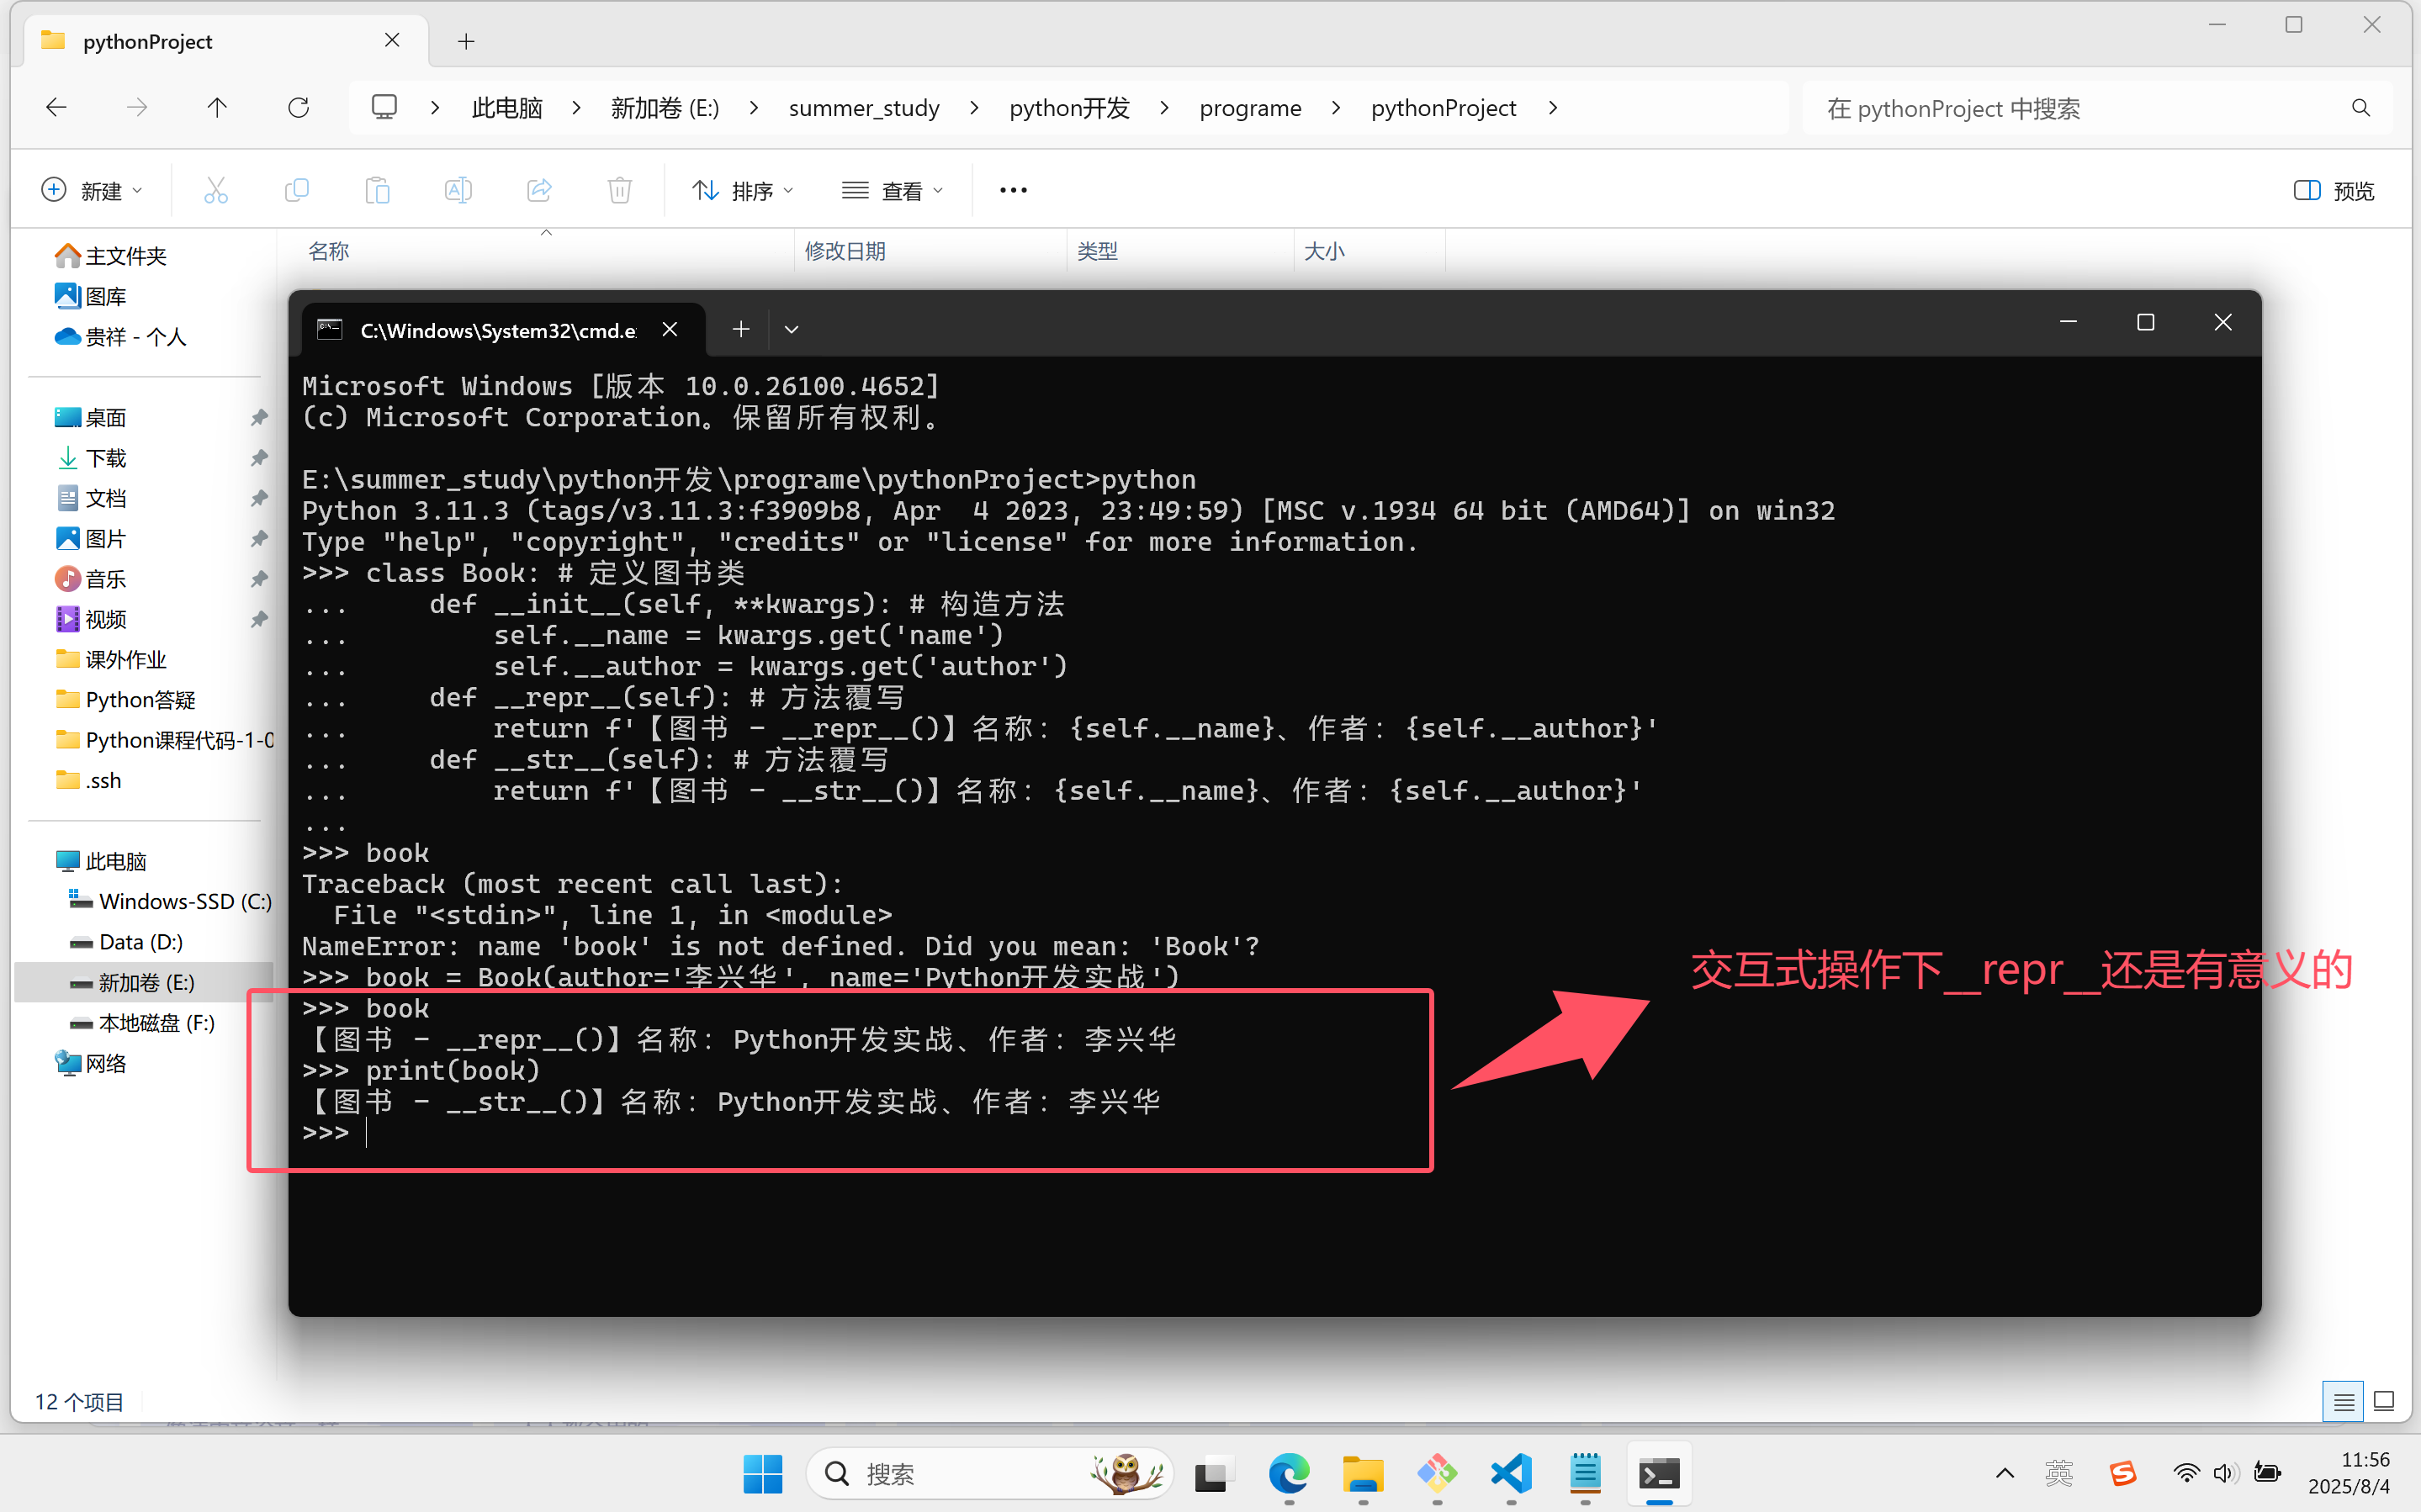 pythonProject
此电脑
新加卷 (E:)
summer_study
python开发
programe
pythonProject
在 pythonProject 中搜索
新建
排序
查看
预览
名称
修改日期
类型
大小
主文件夹
图库
贵祥 - 个人
桌面
下载
文档
图片
音乐
视频
课外作业
Python答疑
Python课程代码-1-0
.ssh
此电脑
Windows-SSD (C:)
Data (D:)
新加卷 (E:)
本地磁盘 (F:)
网络
C:\Windows\System32\cmd.e
Microsoft Windows [版本 10.0.26100.4652]
(c) Microsoft Corporation。保留所有权利。
E:\summer_study\python开发\programe\pythonProject>python
Python 3.11.3 (tags/v3.11.3:f3909b8, Apr  4 2023, 23:49:59) [MSC v.1934 64 bit (AMD64)] on win32
Type "help", "copyright", "credits" or "license" for more information.
>>> class Book: # 定义图书类
...     def __init__(self, **kwargs): # 构造方法
...         self.__name = kwargs.get('name')
...         self.__author = kwargs.get('author')
...     def __repr__(self): # 方法覆写
...         return f'【图书 - __repr__()】名称：{self.__name}、作者：{self.__author}'
...     def __str__(self): # 方法覆写
...         return f'【图书 - __str__()】名称：{self.__name}、作者：{self.__author}'
...
>>> book
Traceback (most recent call last):
  File "<stdin>", line 1, in <module>
NameError: name 'book' is not defined. Did you mean: 'Book'?
>>> book = Book(author='李兴华', name='Python开发实战')
>>> book
【图书 - __repr__()】名称：Python开发实战、作者：李兴华
>>> print(book)
【图书 - __str__()】名称：Python开发实战、作者：李兴华
>>>
交互式操作下__repr__还是有意义的
12 个项目
搜索
英
11:56
2025/8/4